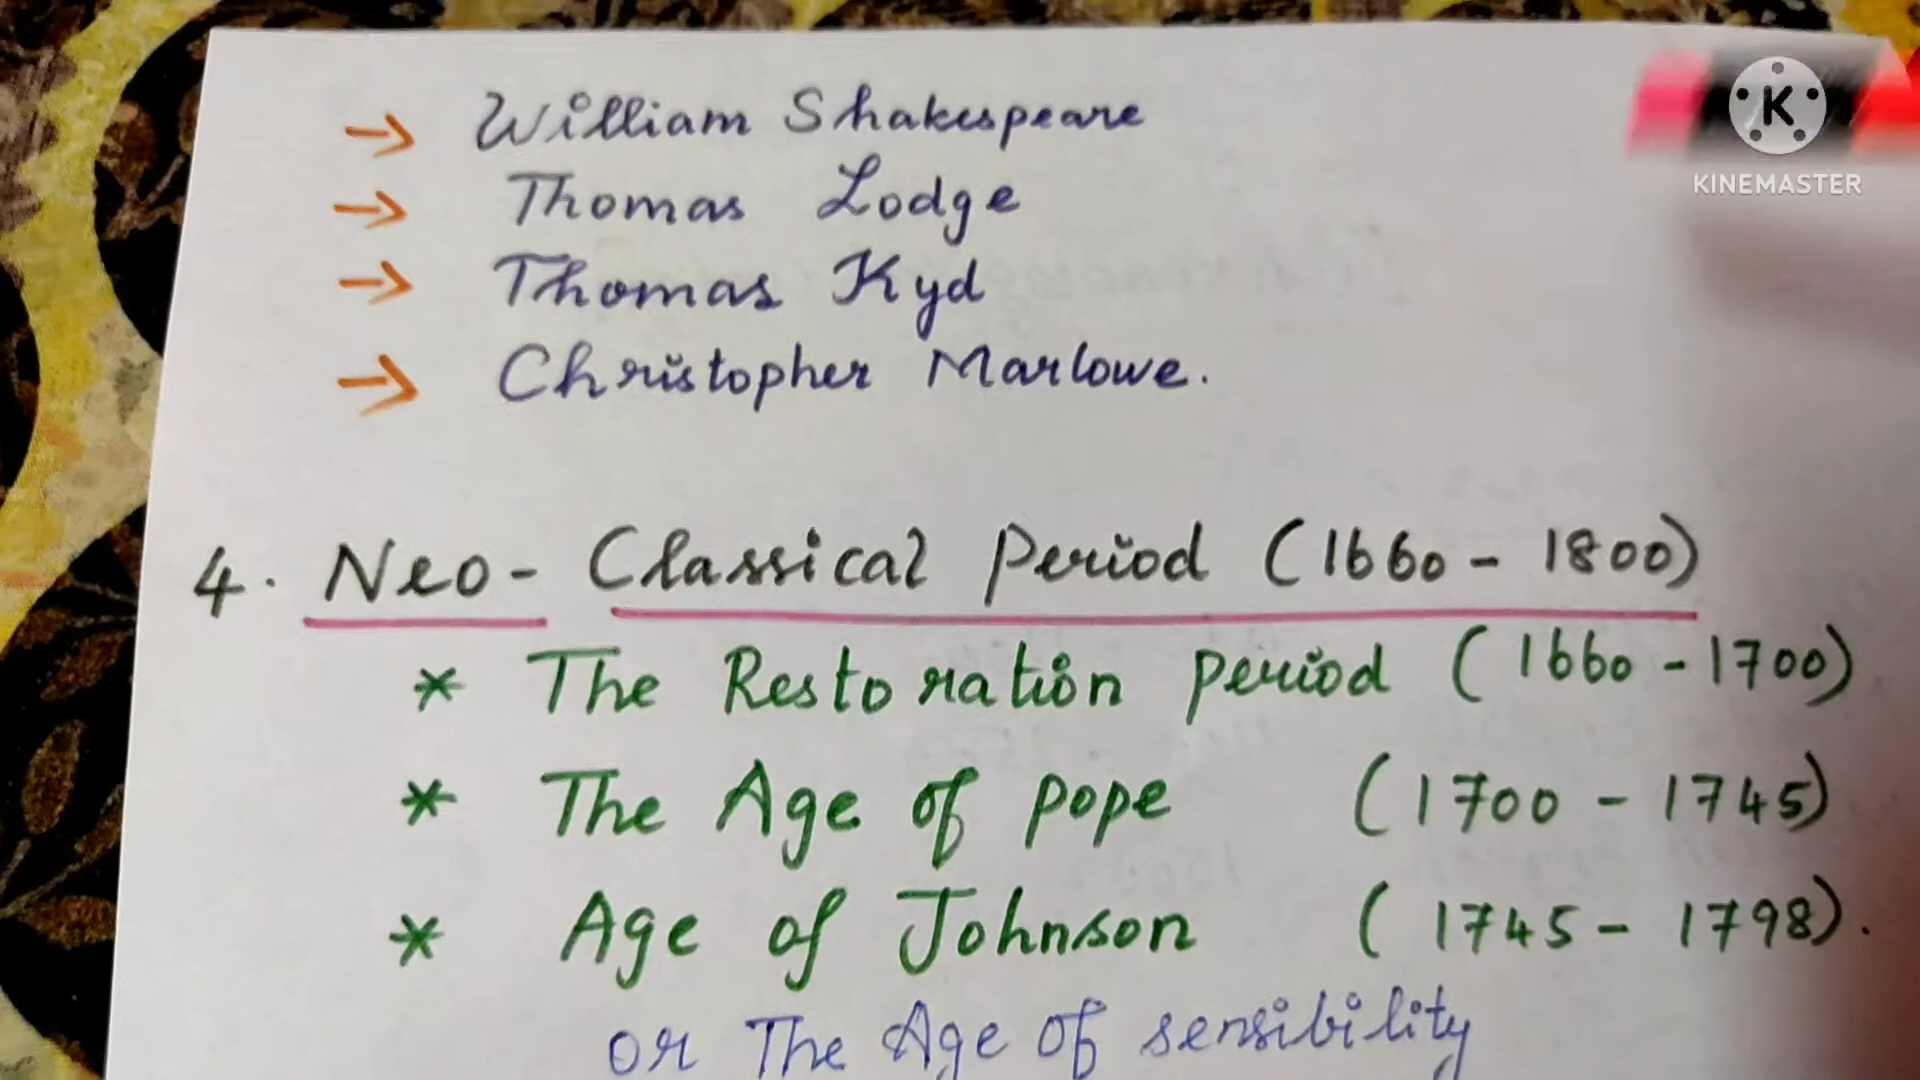 → William Shakespeare
→ Thomas Lodge
→ Thomas Kyd
→ Christopher Marlowe.
K
KINEMASTER
4. Neo-Classical Period (1660 - 1800)
* The Restoration Period (1660 - 1700)
* The Age of Pope (1700 - 1745)
* Age of Johnson (1745 - 1798).
or The Age of sensibility